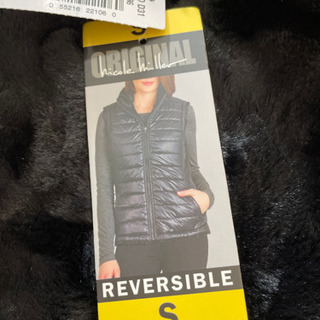 0 55216 22106 0
S
ORIGINAL
Nicole Miller
REVERSIBLE
S